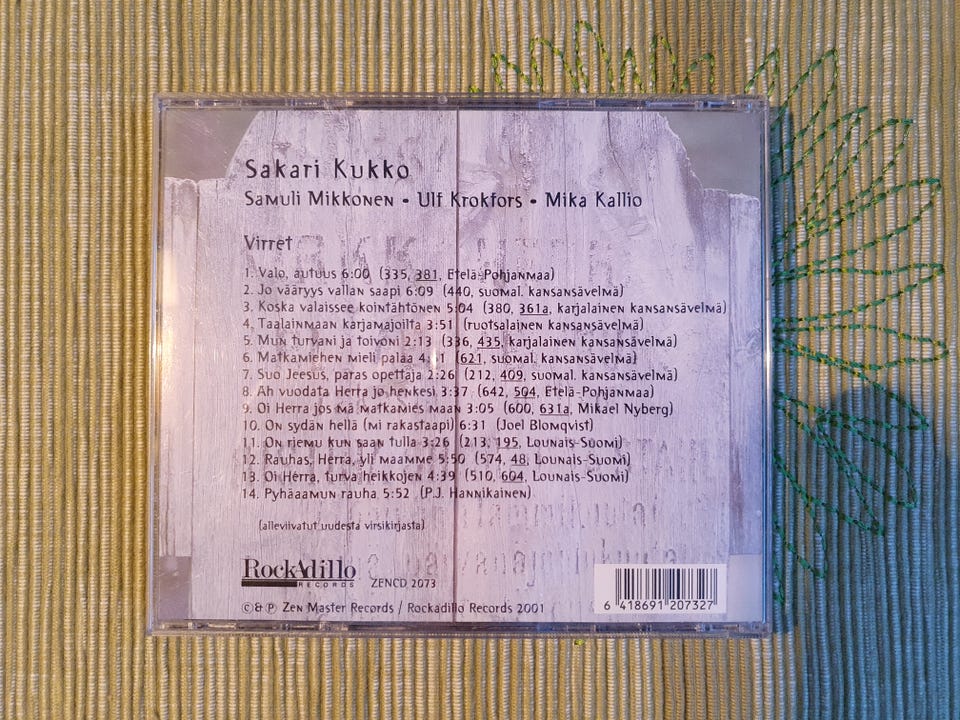 Sakari Kukko
Samuli Mikkonen • Ulf Krokfors • Mika Kallio
Virret
1. Valo, autuus 6:00 (335, 381, Etelä-Pohjanmaa)
2. Jo vääryys vallan saapi 6:09 (440, suomal. kansansävelmä)
3. Koska valaissee kointähtönen 5:04 (380, 361a, karjalainen kansansävelmä)
4. Taalainmaan karjamajoilta 3:51 (ruotsalainen kansansävelmä)
5. Mun turvani ja toivoni 2:13 (336, 435, karjalainen kansansävelmä)
6. Matkamiehen mieli palaa (621, suomal. kansansävelmä)
7. Suo Jeesus, paras opettaja 2:26 (212, 409, suomal. kansansävelmä)
8. Ah vuodata Herra jo henkesi 3:37 (642, 504, Etelä-Pohjanmaa)
9. Oi Herra jos mä matkamies maan 3:05 (600, 631a, Mikael Nyberg)
10. On sydän hellä (mi rakastaapi) 6:31 (Joel Blomqvist)
11. On riemu kun saan tulla 3:26 (213, 195, Lounais-Suomi)
12. Rauhas, Herra, yli maamme 5:50 (574, 48, Lounais-Suomi)
13. Oi Herra, turva heikkojen 4:39 (510, 604, Lounais-Suomi)
14. Pyhäaamun rauha 5:52 (P.J. Hannikainen)
(alleviivatut uudesta virsikirjasta)
RockAdillo
RECORDS
ZENCD 2073
© & ℗ Zen Master Records / Rockadillo Records 2001
6 418691 207327